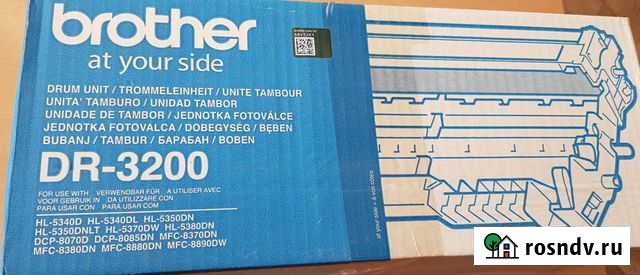 brother
at your side
DRUM UNIT / TROMMELEINHEIT / UNITE TAMBOUR
UNITA' TAMBURO / UNIDAD TAMBOR
UNIDADE DE TAMBOR / JEDNOTKA FOTOVÁLCE
JEDNOTKA FOTOVALCA / DOBEGYSÉG / BĘBEN
BUBANJ / TAMBUR / БАРАБАН / BOBEN
DR-3200
FOR USE WITH VERWENDBAR FÜR A UTILISER AVEC
VOOR GEBRUIK IN DA UTILIZZARE CON
PARA USAR CON PARA USAR COM
HL-5340D HL-5340DL HL-5350DN
HL-5350DNLT HL-5370DW HL-5380DN
DCP-8070D DCP-8085DN MFC-8370DN
MFC-8380DN MFC-8880DN MFC-8890DW
at your side
rosndv.ru